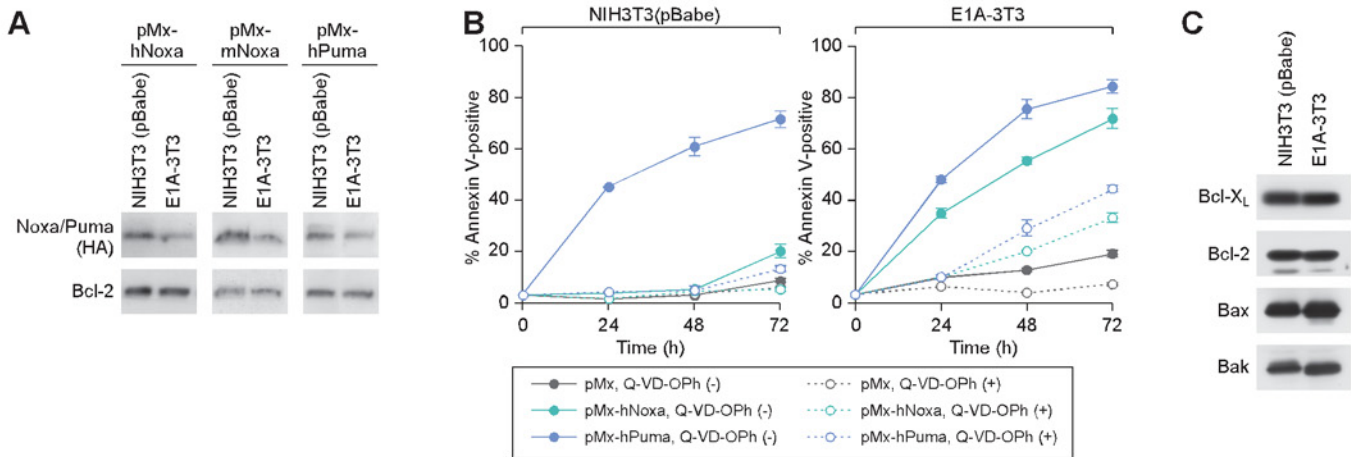 A
pMx-
hNoxa
pMx-
mNoxa
pMx-
hPuma
NIH3T3 (pBabe)
E1A-3T3
NIH3T3 (pBabe)
E1A-3T3
NIH3T3 (pBabe)
E1A-3T3
Noxa/Puma
(HA)
Bcl-2
B
NIH3T3(pBabe)
% Annexin V-positive
100
80
60
40
20
0
0 24 48 72
Time (h)
E1A-3T3
% Annexin V-positive
100
80
60
40
20
0
0 24 48 72
Time (h)
pMx, Q-VD-OPh (-)
pMx, Q-VD-OPh (+)
pMx-hNoxa, Q-VD-OPh (-)
pMx-hNoxa, Q-VD-OPh (+)
pMx-hPuma, Q-VD-OPh (-)
pMx-hPuma, Q-VD-OPh (+)
C
NIH3T3 (pBabe)
E1A-3T3
Bcl-XL
Bcl-2
Bax
Bak